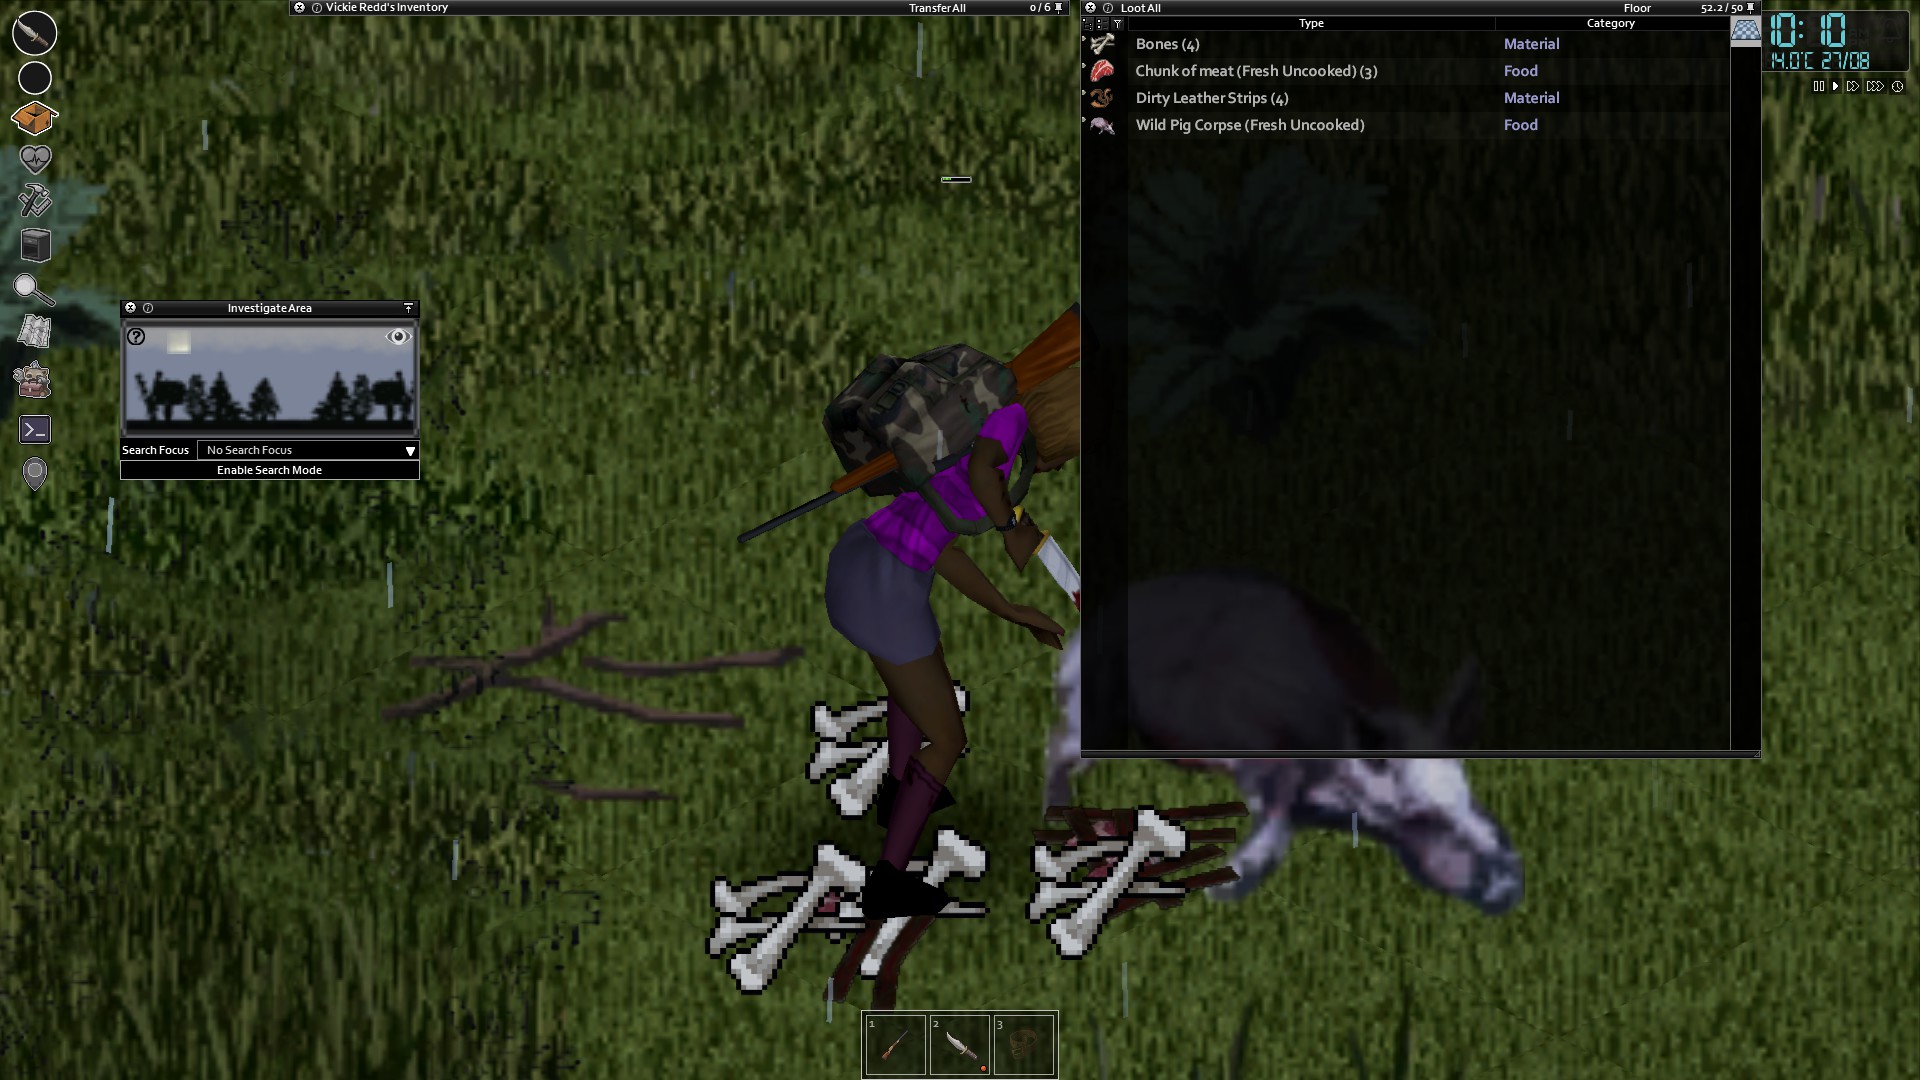 Vickie Redd's Inventory Transfer All 0 / 6
Loot All Floor 52.2 / 50
Type Category
Bones (4) Material
Chunk of meat (Fresh Uncooked) (3) Food
Dirty Leather Strips (4) Material
Wild Pig Corpse (Fresh Uncooked) Food
10:10
14.0°C 27/08
Investigate Area
?
Search Focus No Search Focus
Enable Search Mode
1 2 3